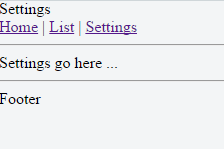 Settings
Home | List | Settings
Settings go here ...
Footer